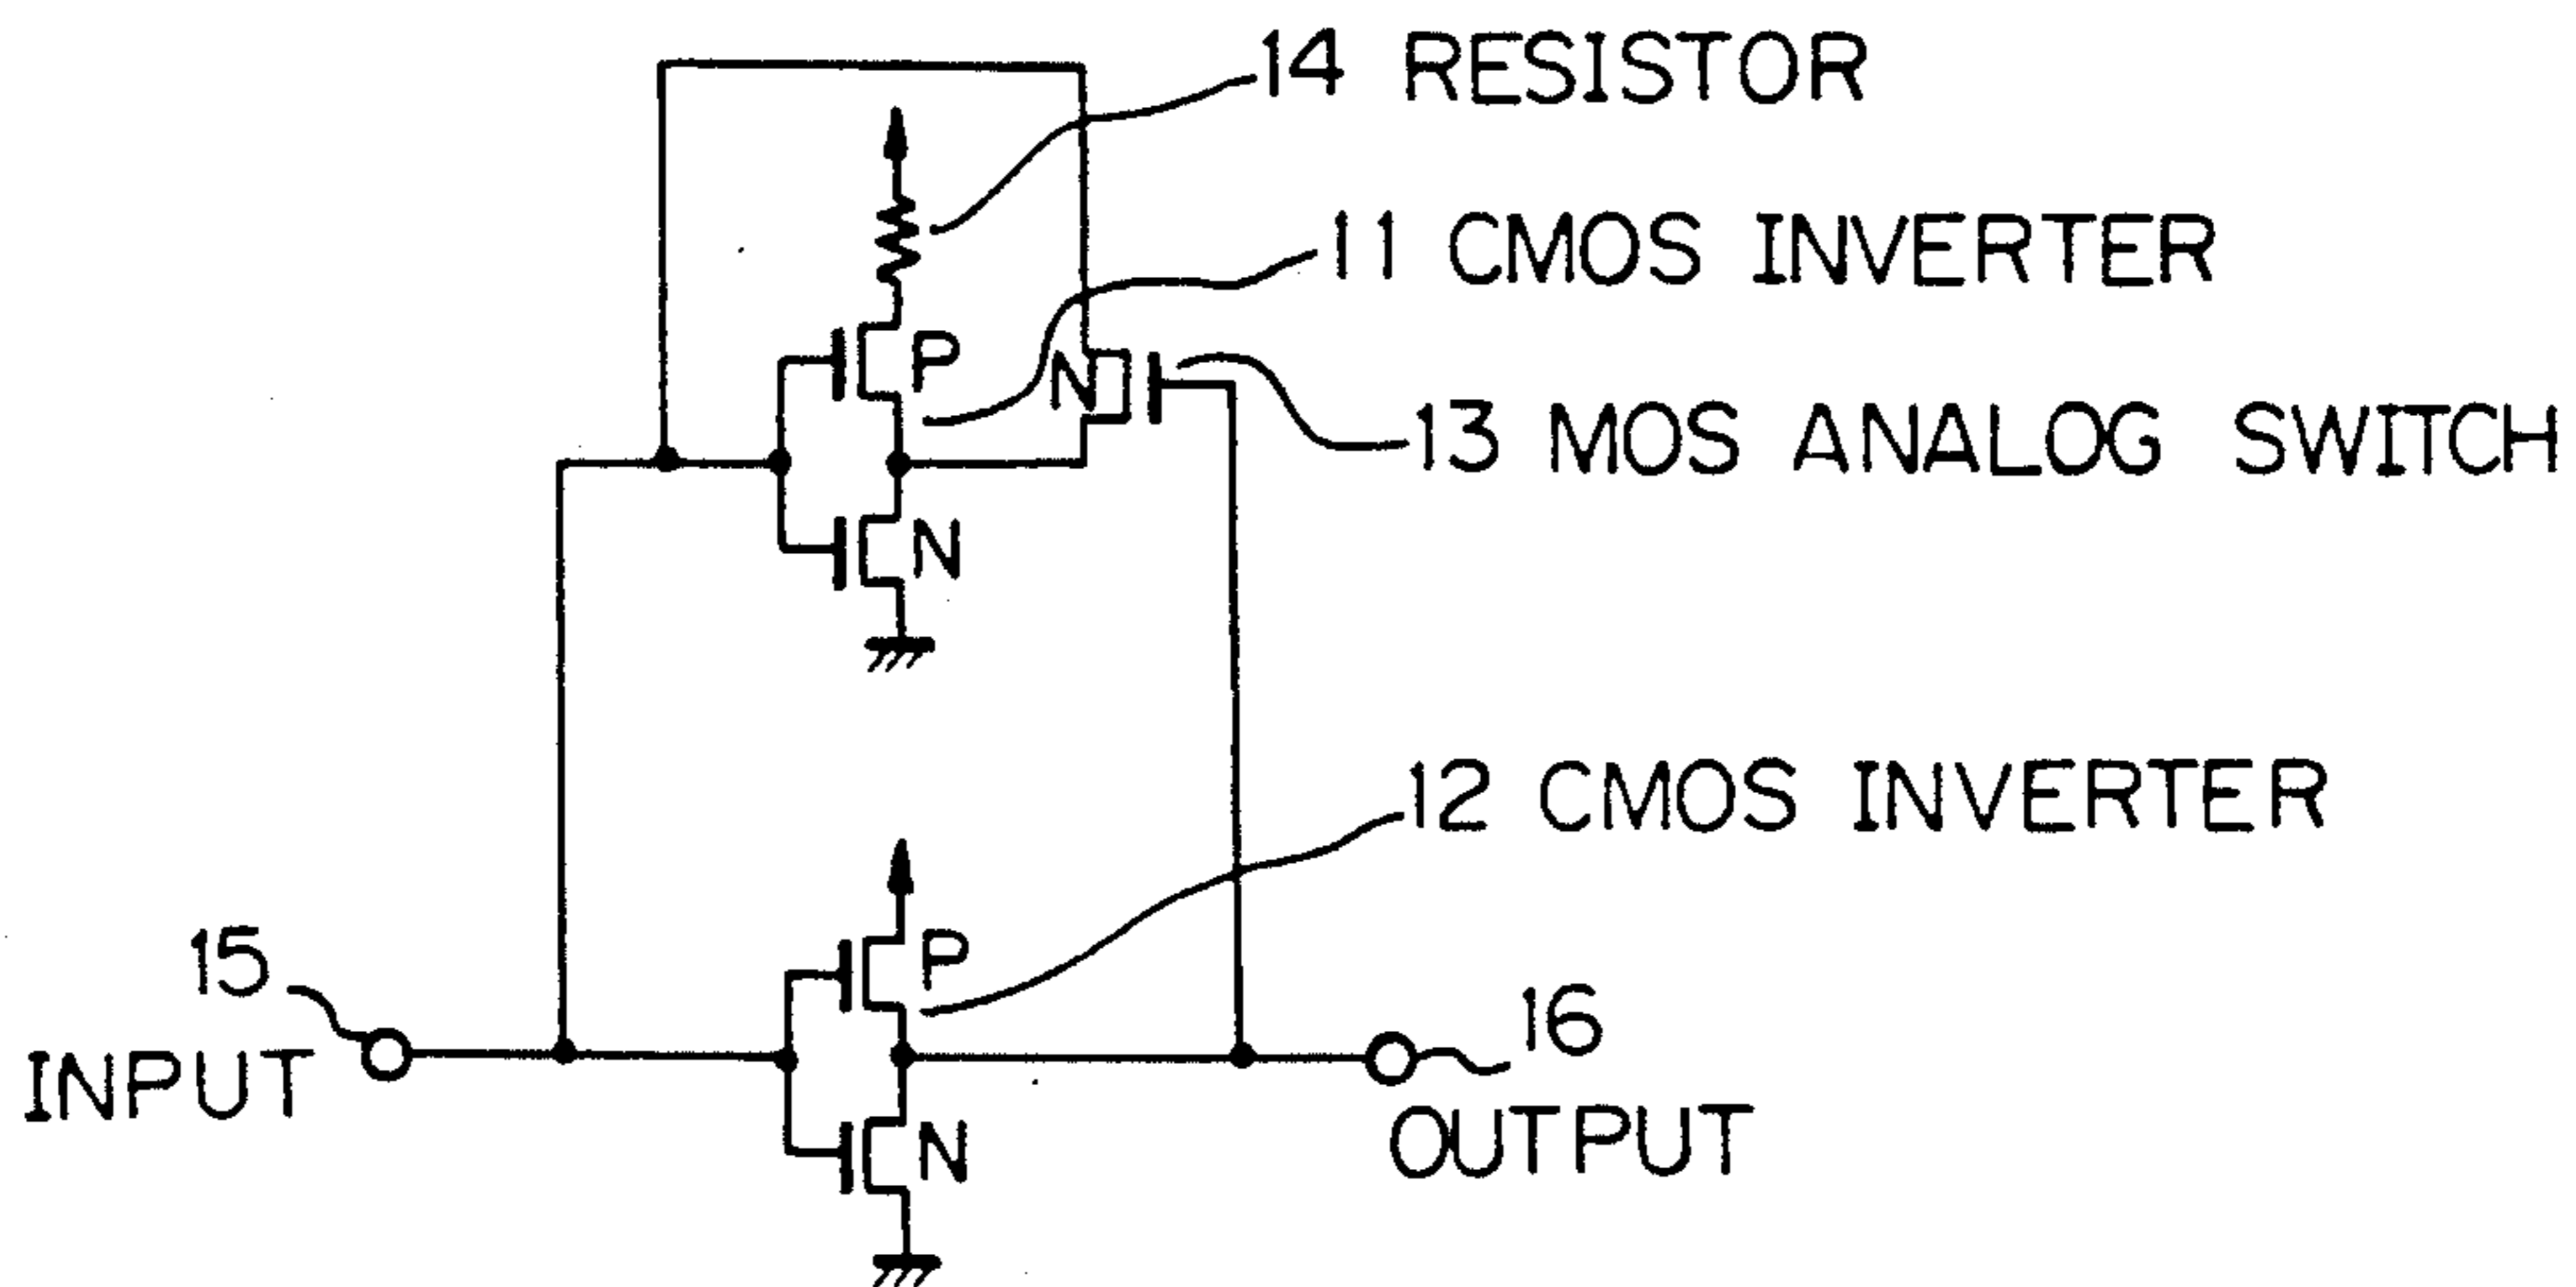 14 RESISTOR
11 CMOS INVERTER
P
N
13 MOS ANALOG SWITCH
N
12 CMOS INVERTER
P
15
INPUT
16
OUTPUT
N